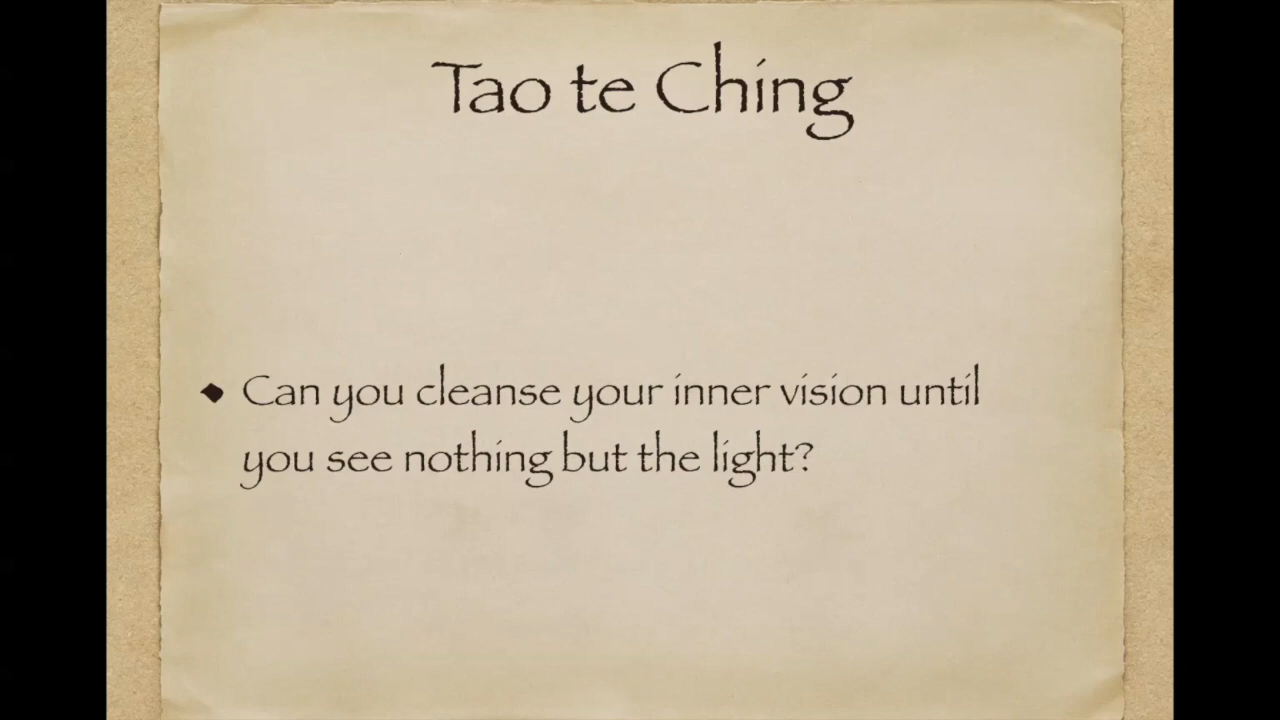 Tao te Ching
• Can you cleanse your inner vision until
you see nothing but the light?